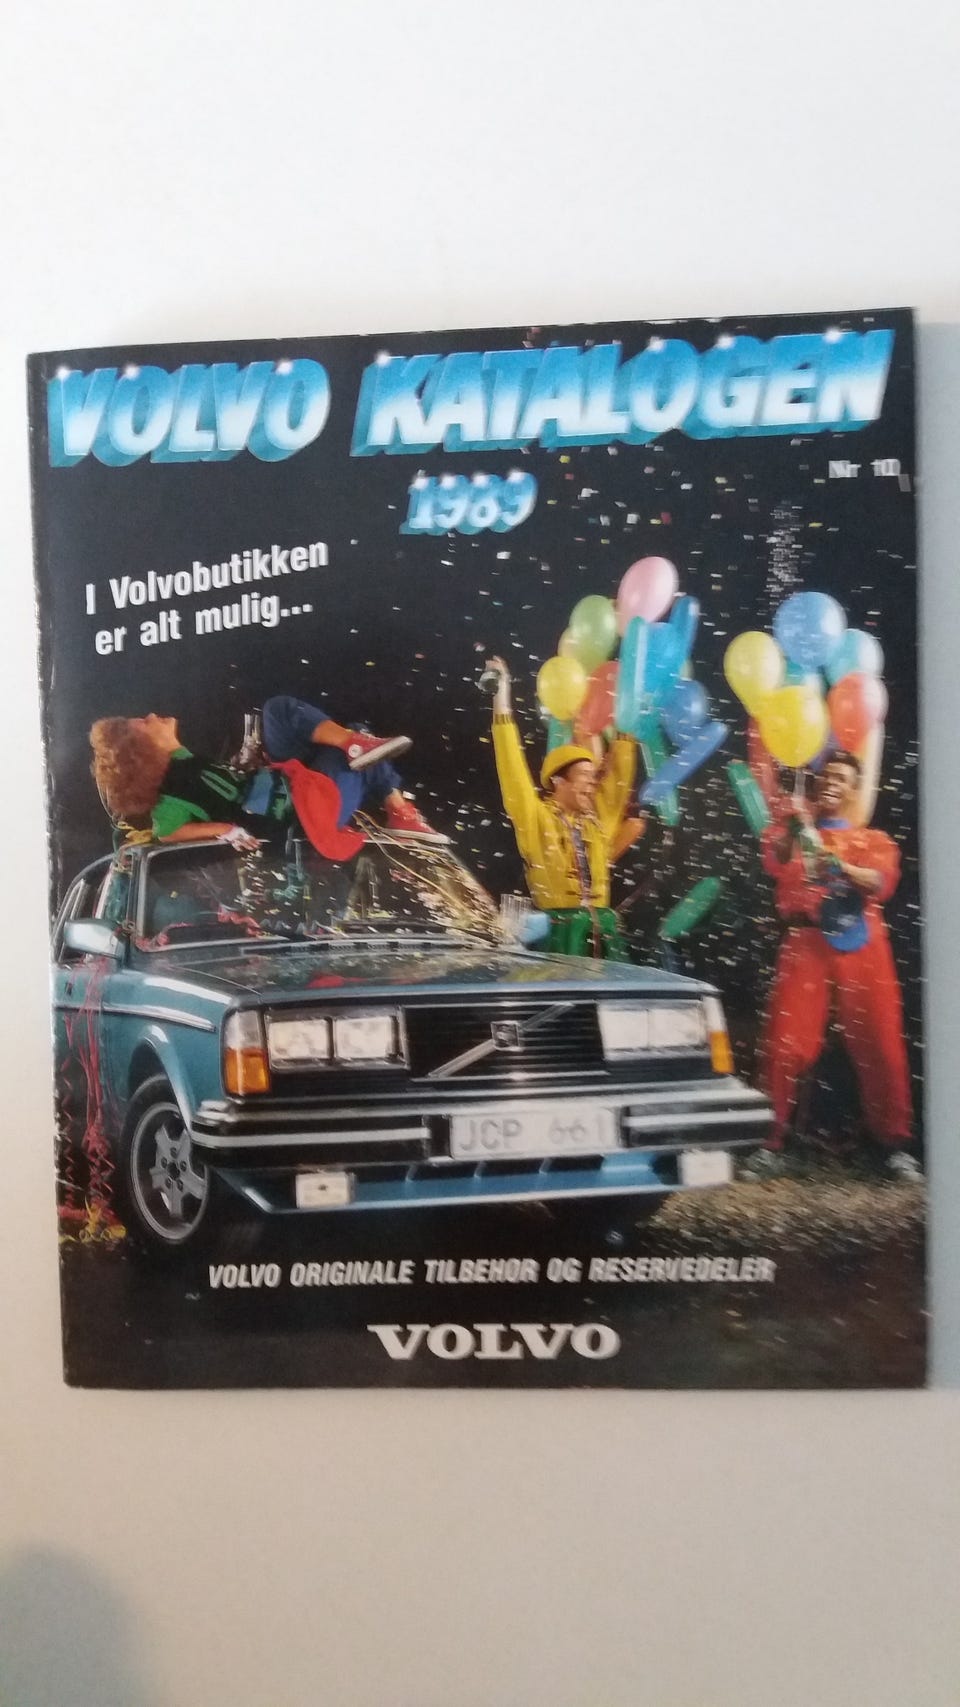 VOLVO KATALOGEN
1989
Nr 10
I Volvobutikken
er alt mulig...
JCP 661
VOLVO ORIGINALE TILBEHØR OG RESERVEDELER
VOLVO